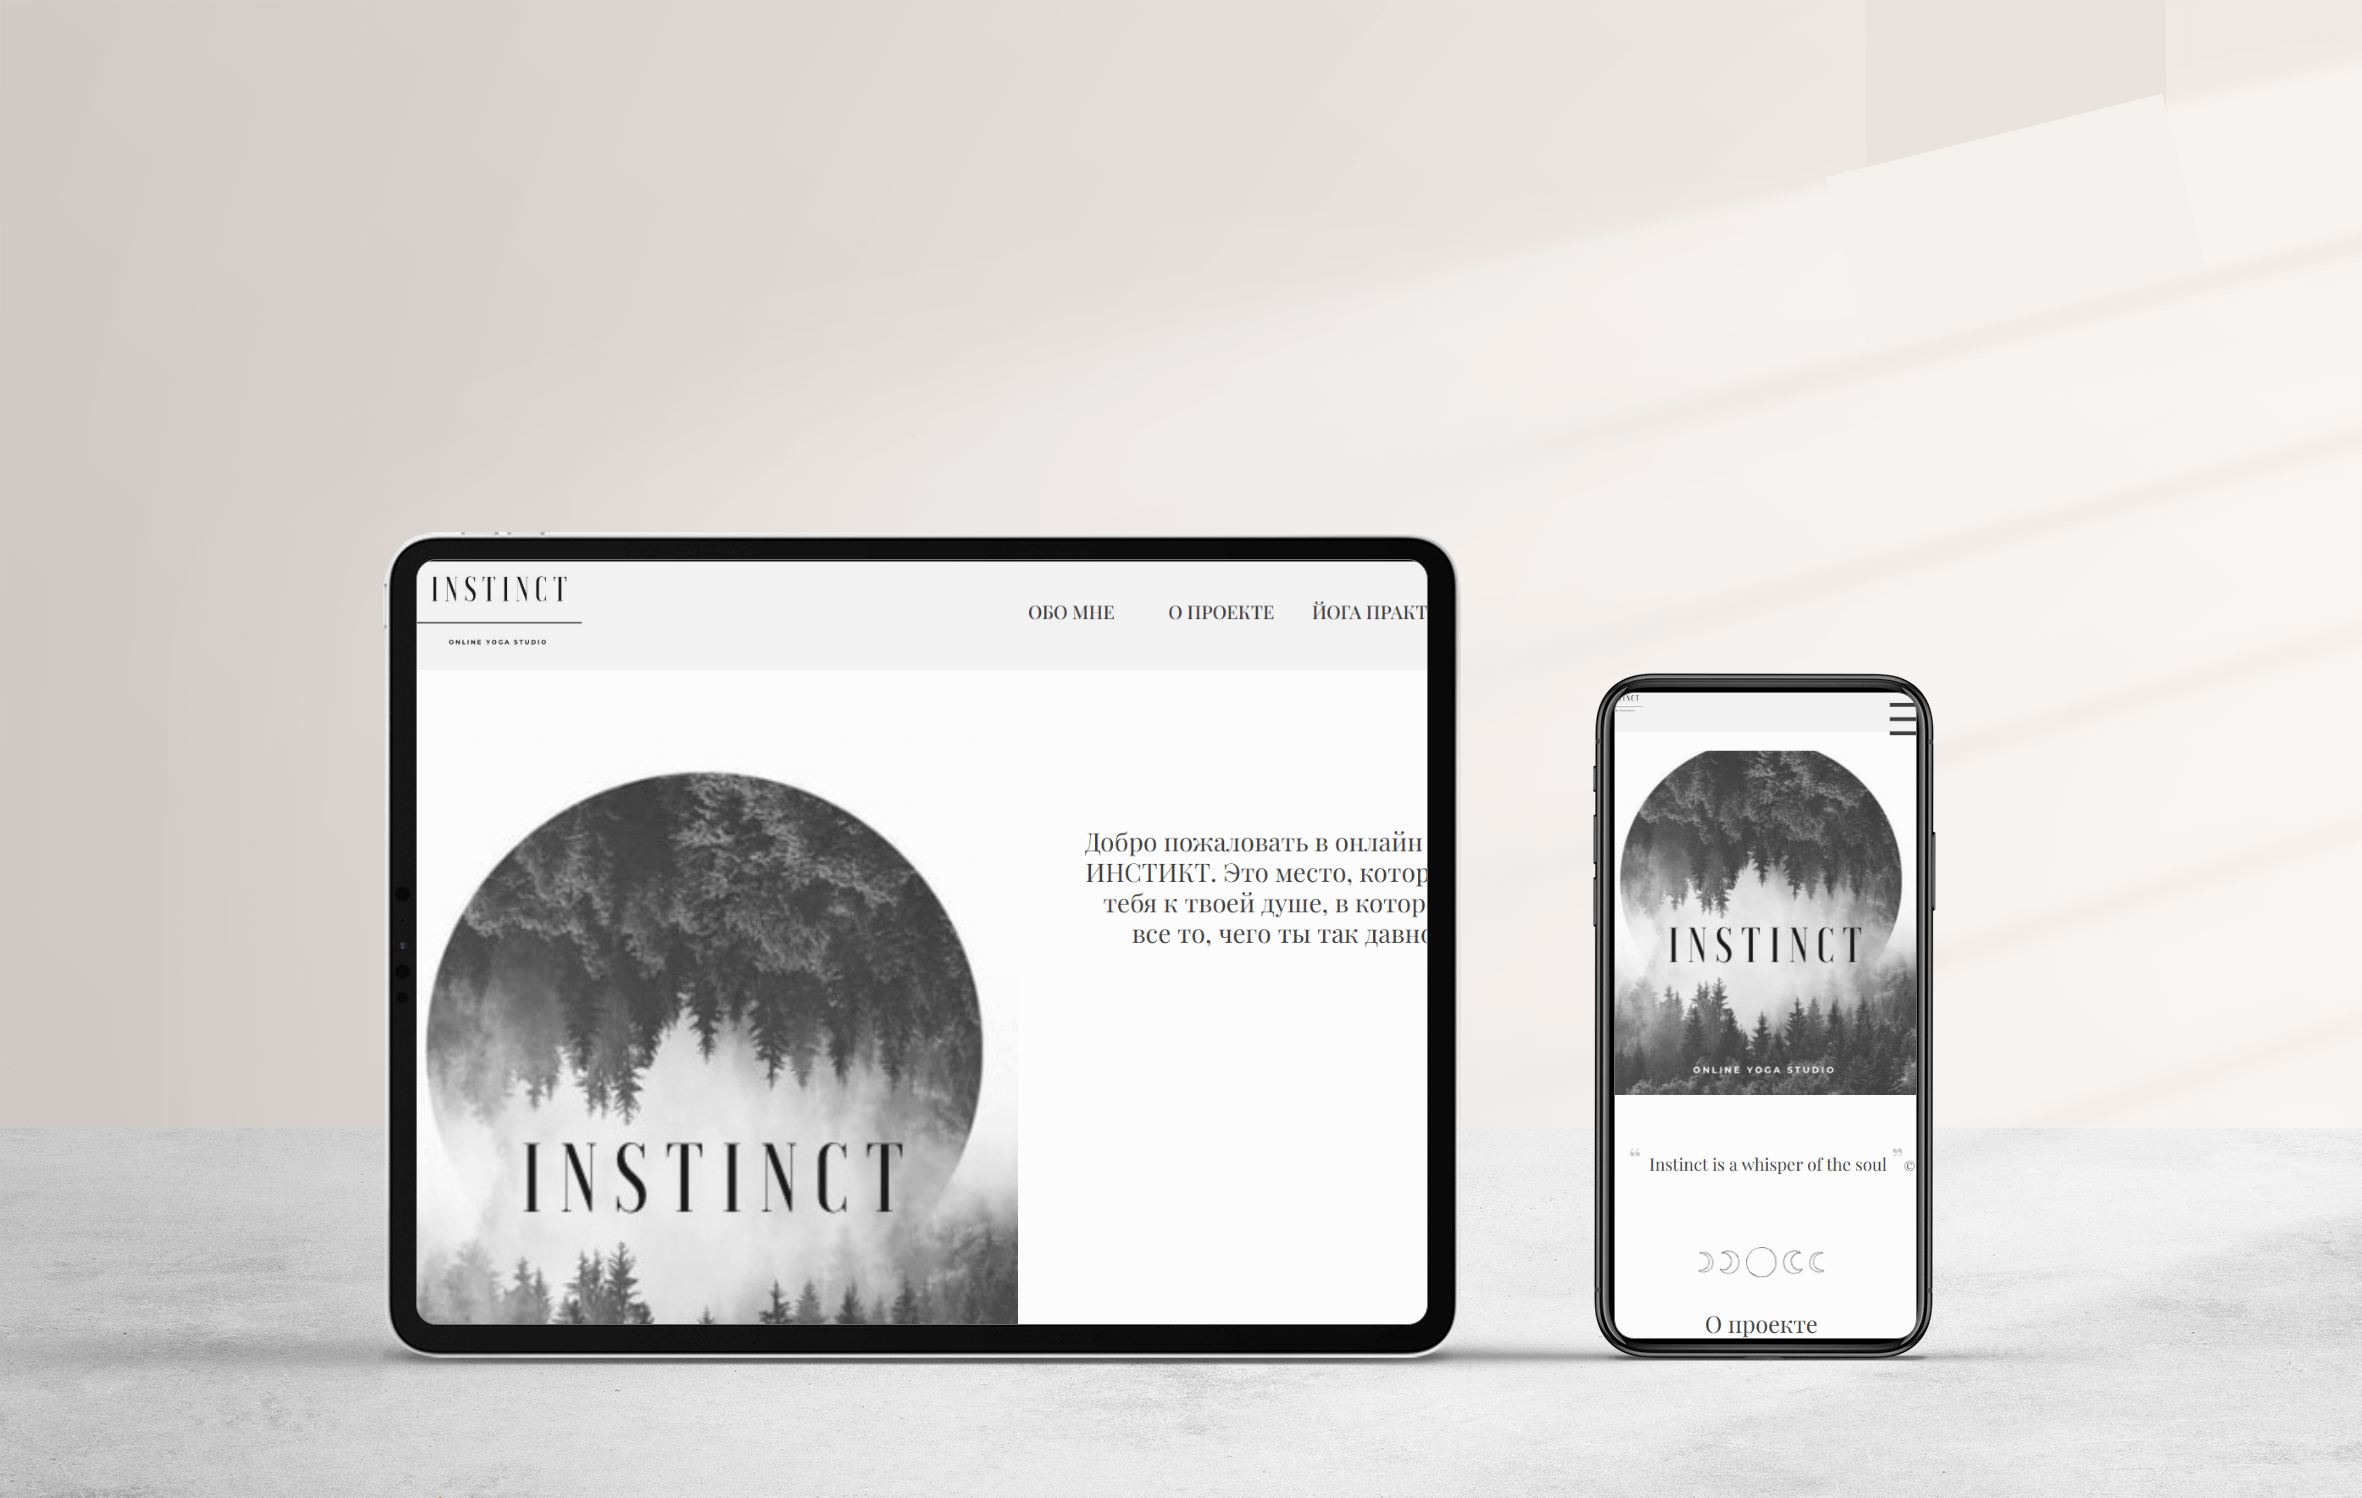 INSTINCT
ONLINE YOGA STUDIO
ОБО МНЕ О ПРОЕКТЕ ЙОГА ПРАКТ
Добро пожаловать в онлайн
ИНСТИКТ. Это место, котор
тебя к твоей душе, в котор
все то, чего ты так давно
INSTINCT
INSTINCT
ONLINE YOGA STUDIO
“ Instinct is a whisper of the soul ” ©
О проекте